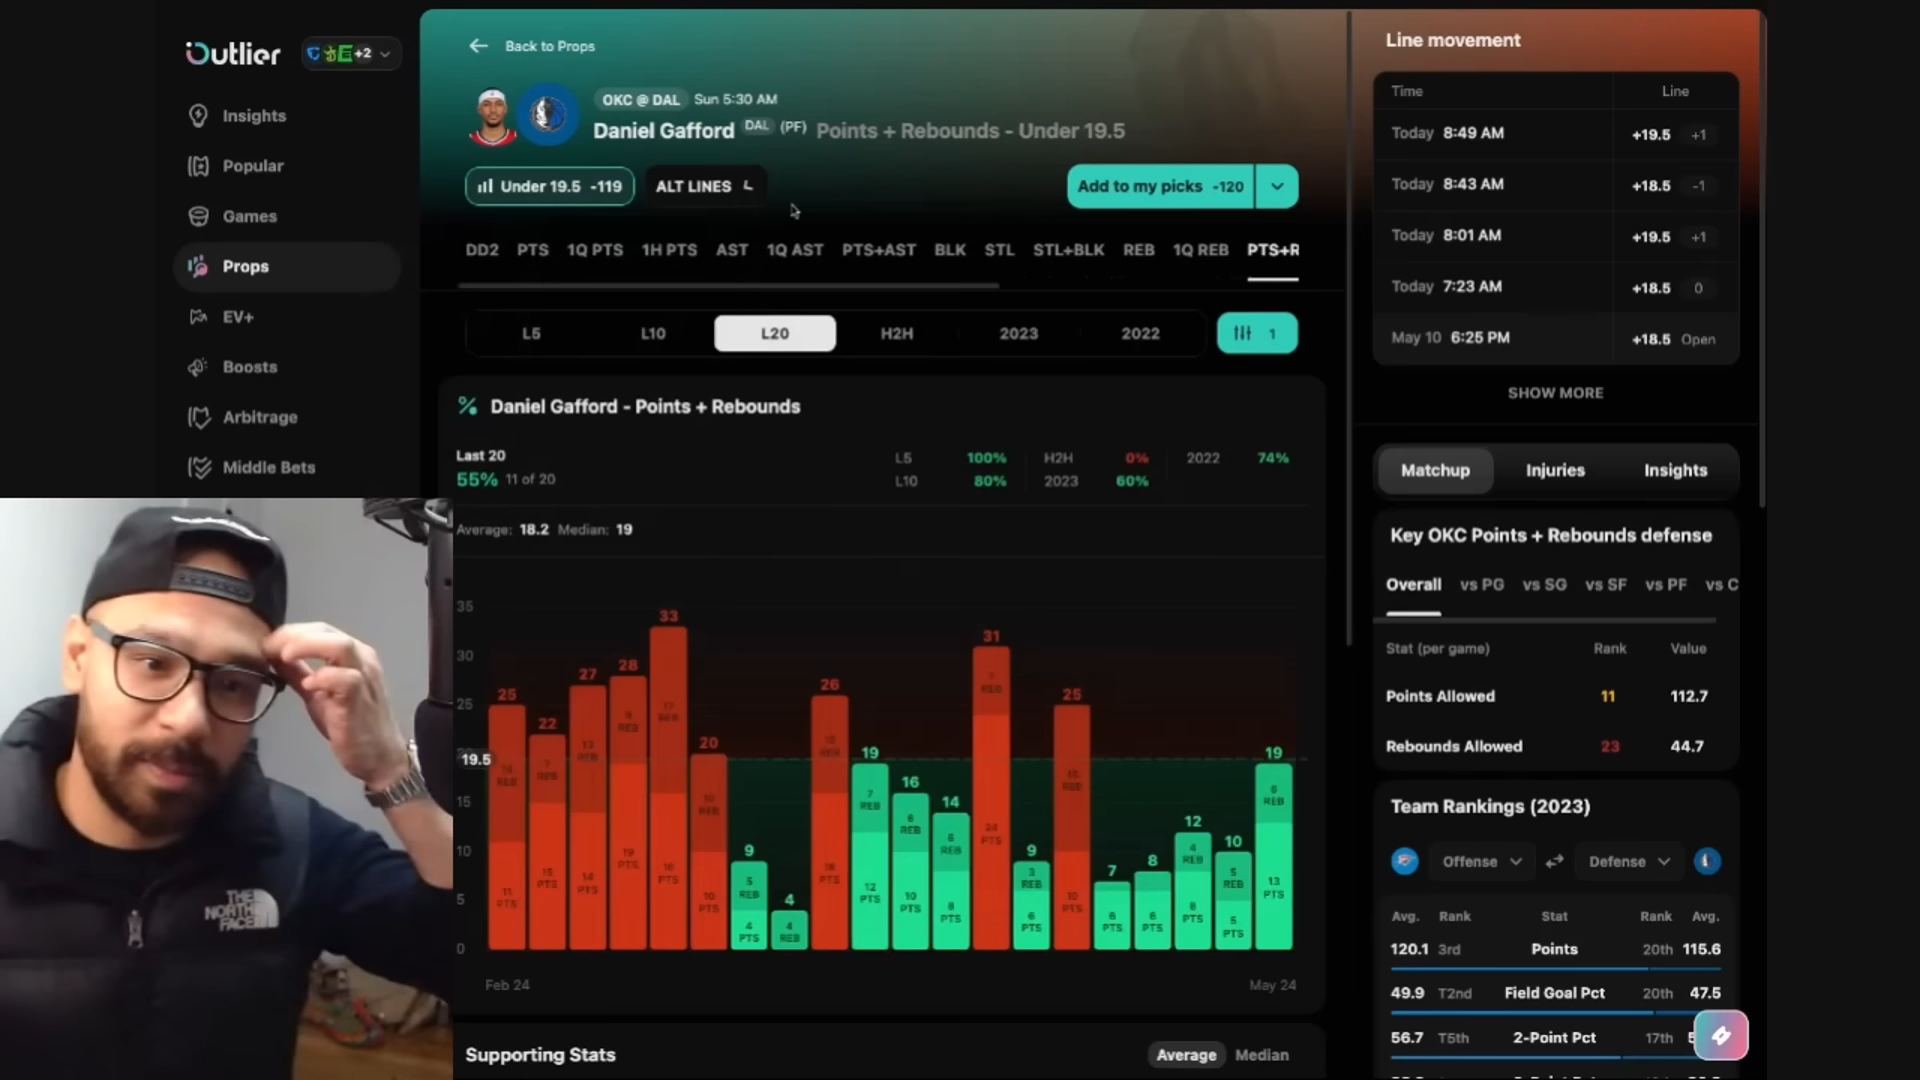 Outlier
+2
Insights
Popular
Games
Props
EV+
Boosts
Arbitrage
Middle Bets
Back to Props
OKC @ DAL Sun 5:30 AM
Daniel Gafford DAL (PF) Points + Rebounds - Under 19.5
Under 19.5 -119
ALT LINES
Add to my picks -120
DD2 PTS 1Q PTS 1H PTS AST 1Q AST PTS+AST BLK STL STL+BLK REB 1Q REB PTS+R
L5 L10 L20 H2H 2023 2022
1
Daniel Gafford - Points + Rebounds
Last 20
55% 11 of 20
L5 100% H2H 0% 2022 74%
L10 80% 2023 60%
Average: 18.2 Median: 19
35
30
25
19.5
15
10
5
0
25 22 27 28 33 20 9 4 26 19 16 14 31 9 25 7 8 12 10 19
Feb 24
May 24
Supporting Stats
Average Median
THE NORTH FACE
Line movement
Time Line
Today 8:49 AM +19.5 +1
Today 8:43 AM +18.5 -1
Today 8:01 AM +19.5 +1
Today 7:23 AM +18.5 0
May 10 6:25 PM +18.5 Open
SHOW MORE
Matchup Injuries Insights
Key OKC Points + Rebounds defense
Overall vs PG vs SG vs SF vs PF vs C
Stat (per game) Rank Value
Points Allowed 11 112.7
Rebounds Allowed 23 44.7
Team Rankings (2023)
Offense Defense
Avg. Rank Stat Rank Avg.
120.1 3rd Points 20th 115.6
49.9 T2nd Field Goal Pct 20th 47.5
56.7 T5th 2-Point Pct 17th